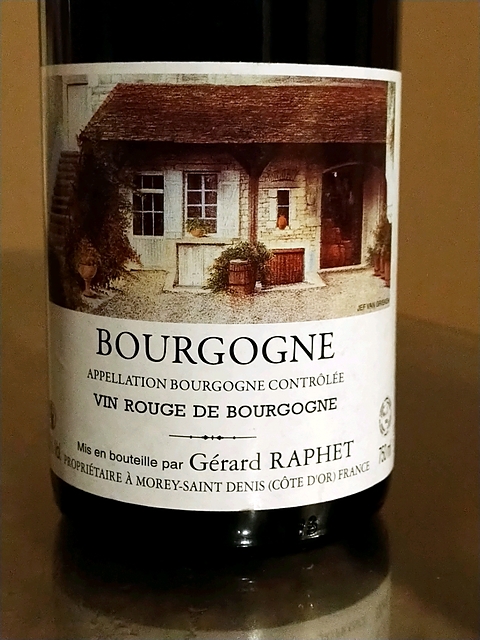 BOURGOGNE
APPELLATION BOURGOGNE CONTRÔLÉE
VIN ROUGE DE BOURGOGNE
Mis en bouteille par Gérard RAPHET
PROPRIÉTAIRE À MOREY-SAINT DENIS (CÔTE D'OR) FRANCE